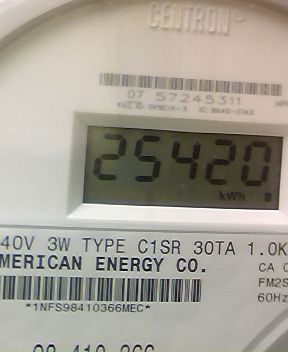 CENTRON®
07 57245311
25420
kWh
40V 3W TYPE C1SR 30TA 1.0K
MERICAN ENERGY CO.
CA 0
FM2S
60Hz
*1NFS98410366MEC*